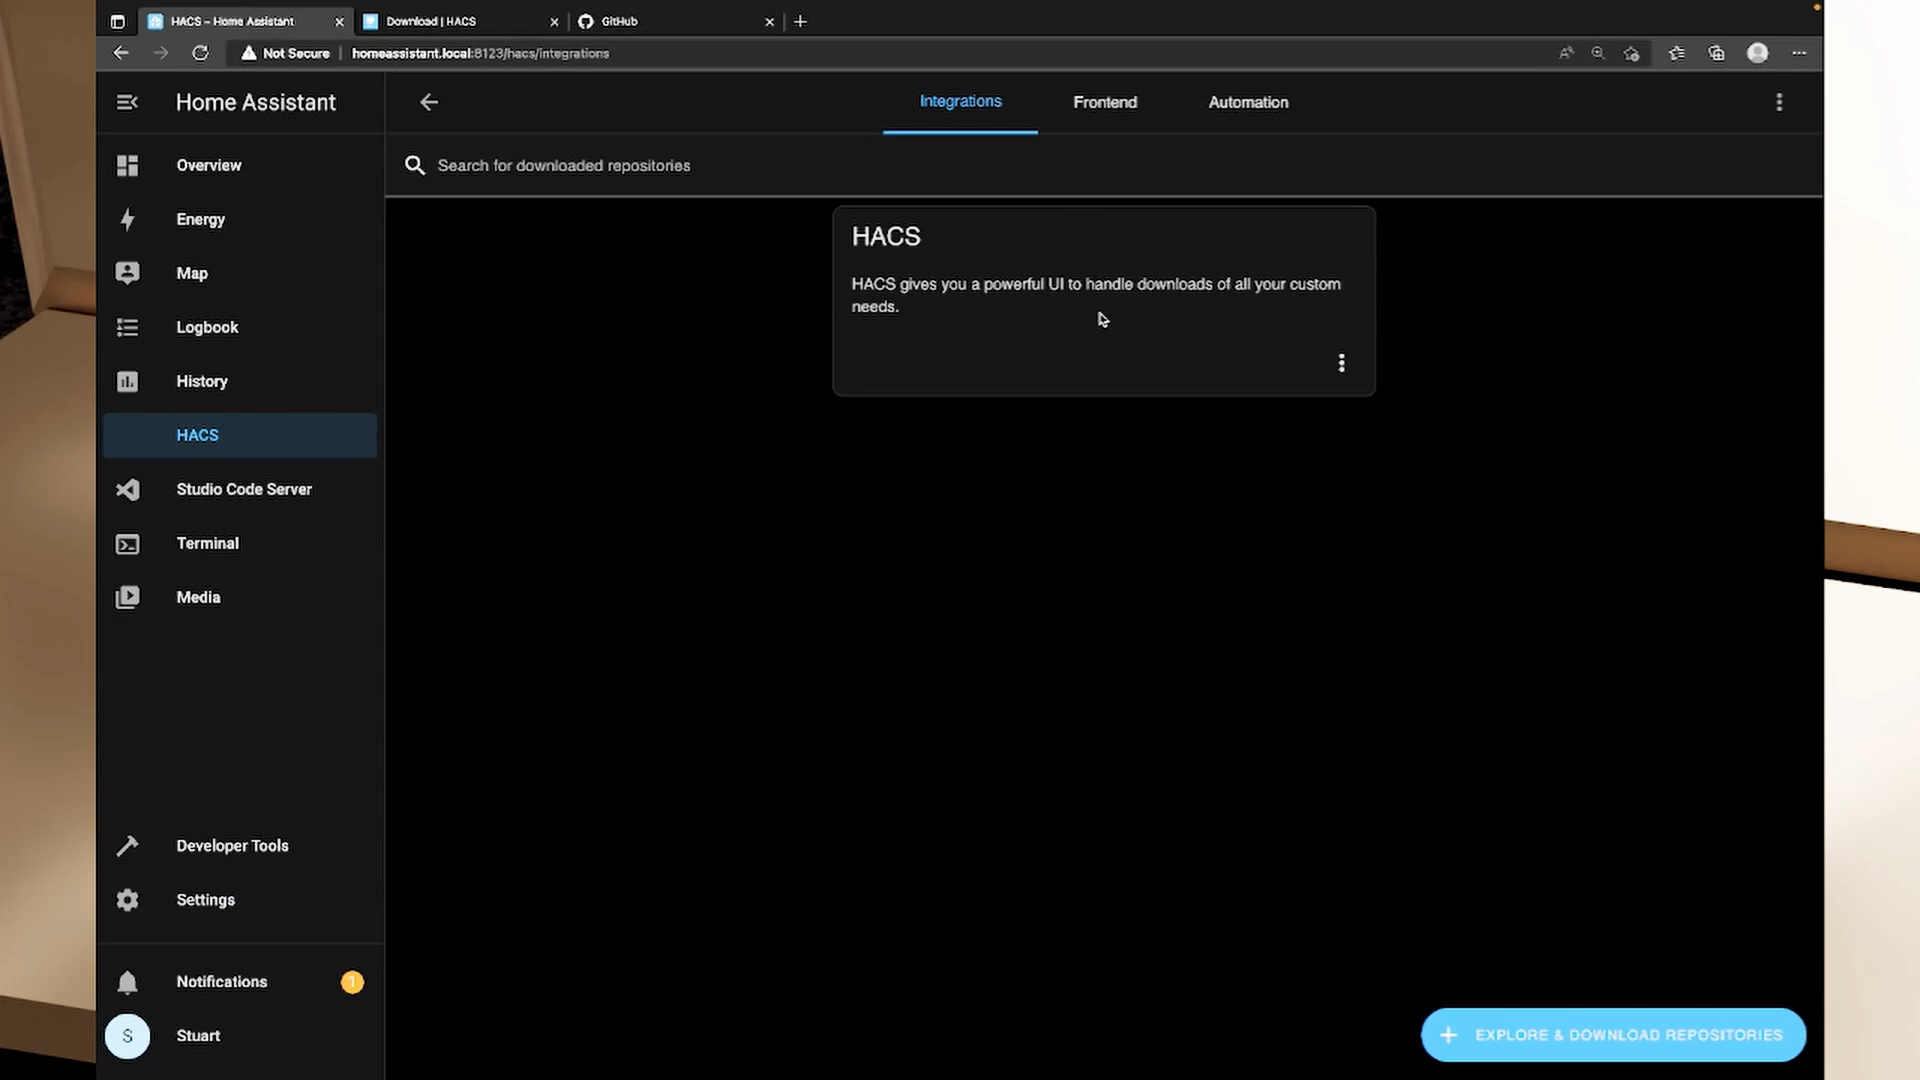 HACS – Home Assistant
Download | HACS
GitHub
Not Secure | homeassistant.local:8123/hacs/integrations
Home Assistant
Integrations
Frontend
Automation
Search for downloaded repositories
Overview
Energy
Map
Logbook
History
HACS
Studio Code Server
Terminal
Media
Developer Tools
Settings
Notifications
1
S
Stuart
HACS
HACS gives you a powerful UI to handle downloads of all your custom
needs.
EXPLORE & DOWNLOAD REPOSITORIES